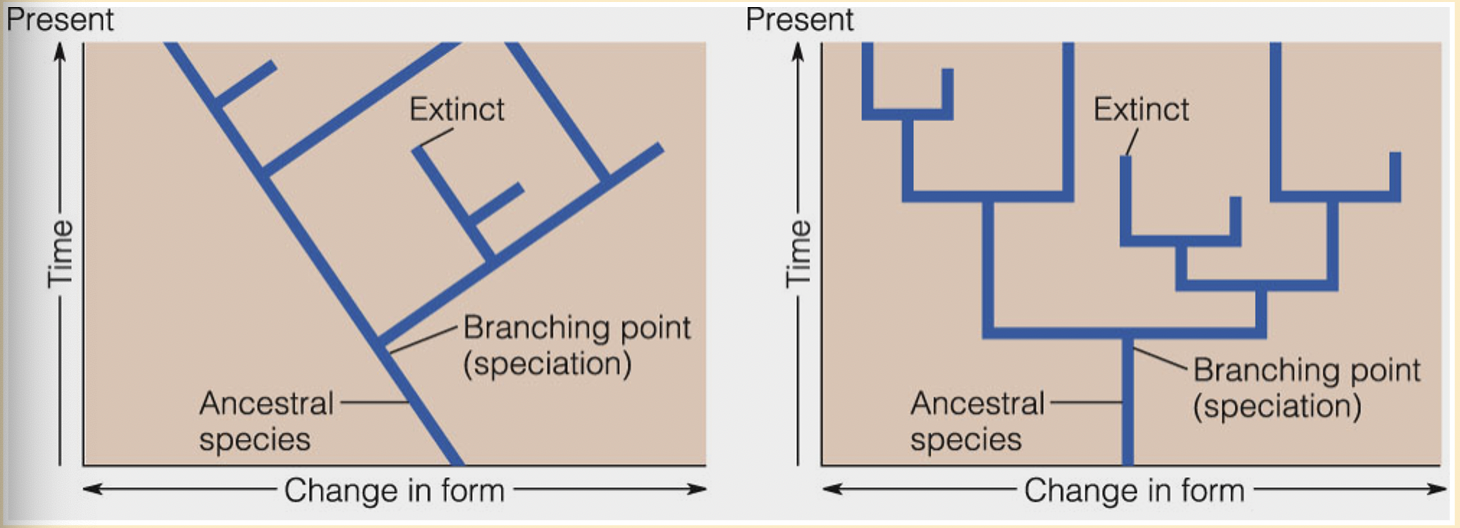 Present
Extinct
Time
Branching point
(speciation)
Ancestral
species
Change in form
Present
Extinct
Time
Branching point
(speciation)
Ancestral
species
Change in form